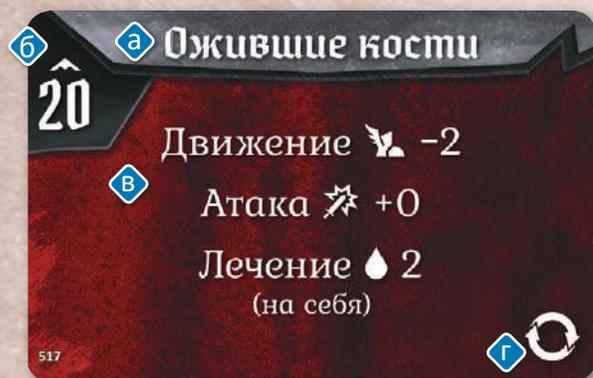 б
а
Ожившие кости
20
Движение -2
в
Атака +0
Лечение 2
(на себя)
517
г